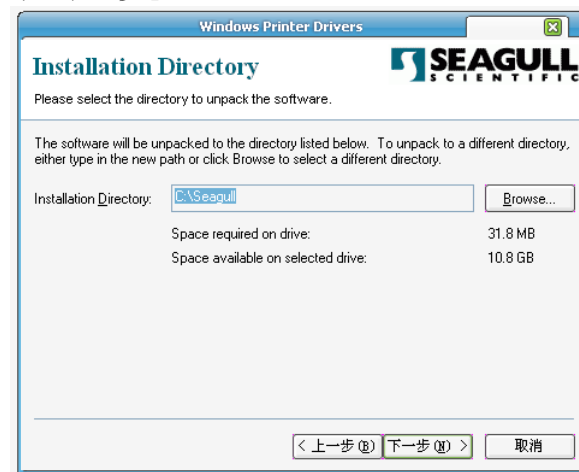 Windows Printer Drivers
Installation Directory
SEAGULL
SCIENTIFIC
Please select the directory to unpack the software.
The software will be unpacked to the directory listed below. To unpack to a different directory,
either type in the new path or click Browse to select a different directory.
Installation Directory: C:\Seagull Browse...
Space required on drive: 31.8 MB
Space available on selected drive: 10.8 GB
< 上一步(B) 下一步(N) > 取消